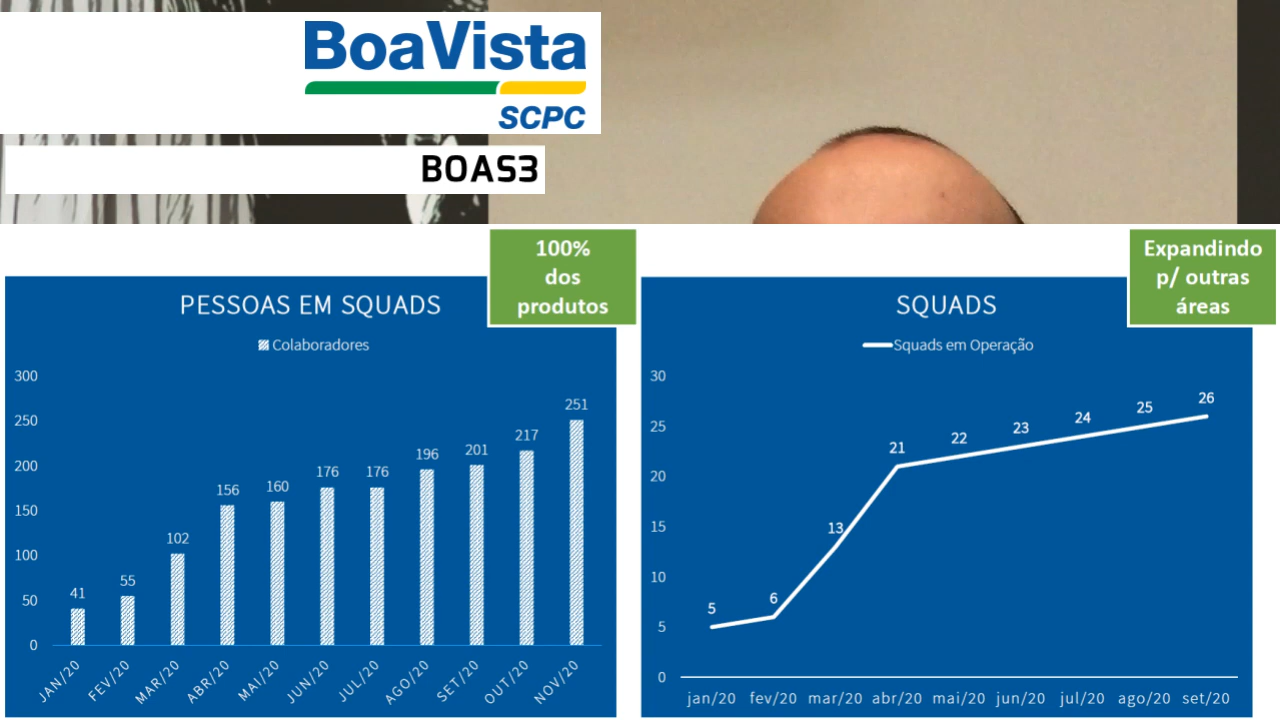 BoaVista
SCPC
BOAS3
100%
dos
produtos
Expandindo
p/ outras
áreas
PESSOAS EM SQUADS
Colaboradores
300
250
200
150
100
50
0
41
55
102
156
160
176
176
196
201
217
251
JAN/20
FEV/20
MAR/20
ABR/20
MAI/20
JUN/20
JUL/20
AGO/20
SET/20
OUT/20
NOV/20
SQUADS
Squads em Operação
30
25
20
15
10
5
0
5
6
13
21
22
23
24
25
26
jan/20 fev/20 mar/20 abr/20 mai/20 jun/20 jul/20 ago/20 set/20